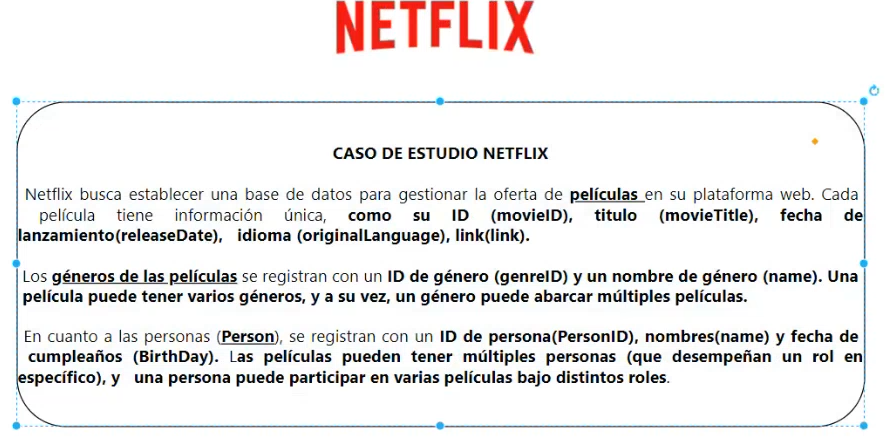 NETFLIX
CASO DE ESTUDIO NETFLIX
Netflix busca establecer una base de datos para gestionar la oferta de películas en su plataforma web. Cada
película tiene información única, como su ID (movieID), titulo (movieTitle), fecha de
lanzamiento(releaseDate), idioma (originalLanguage), link(link).
Los géneros de las películas se registran con un ID de género (genreID) y un nombre de género (name). Una
película puede tener varios géneros, y a su vez, un género puede abarcar múltiples películas.
En cuanto a las personas (Person), se registran con un ID de persona(PersonID), nombres(name) y fecha de
cumpleaños (BirthDay). Las películas pueden tener múltiples personas (que desempeñan un rol en
específico), y una persona puede participar en varias películas bajo distintos roles.